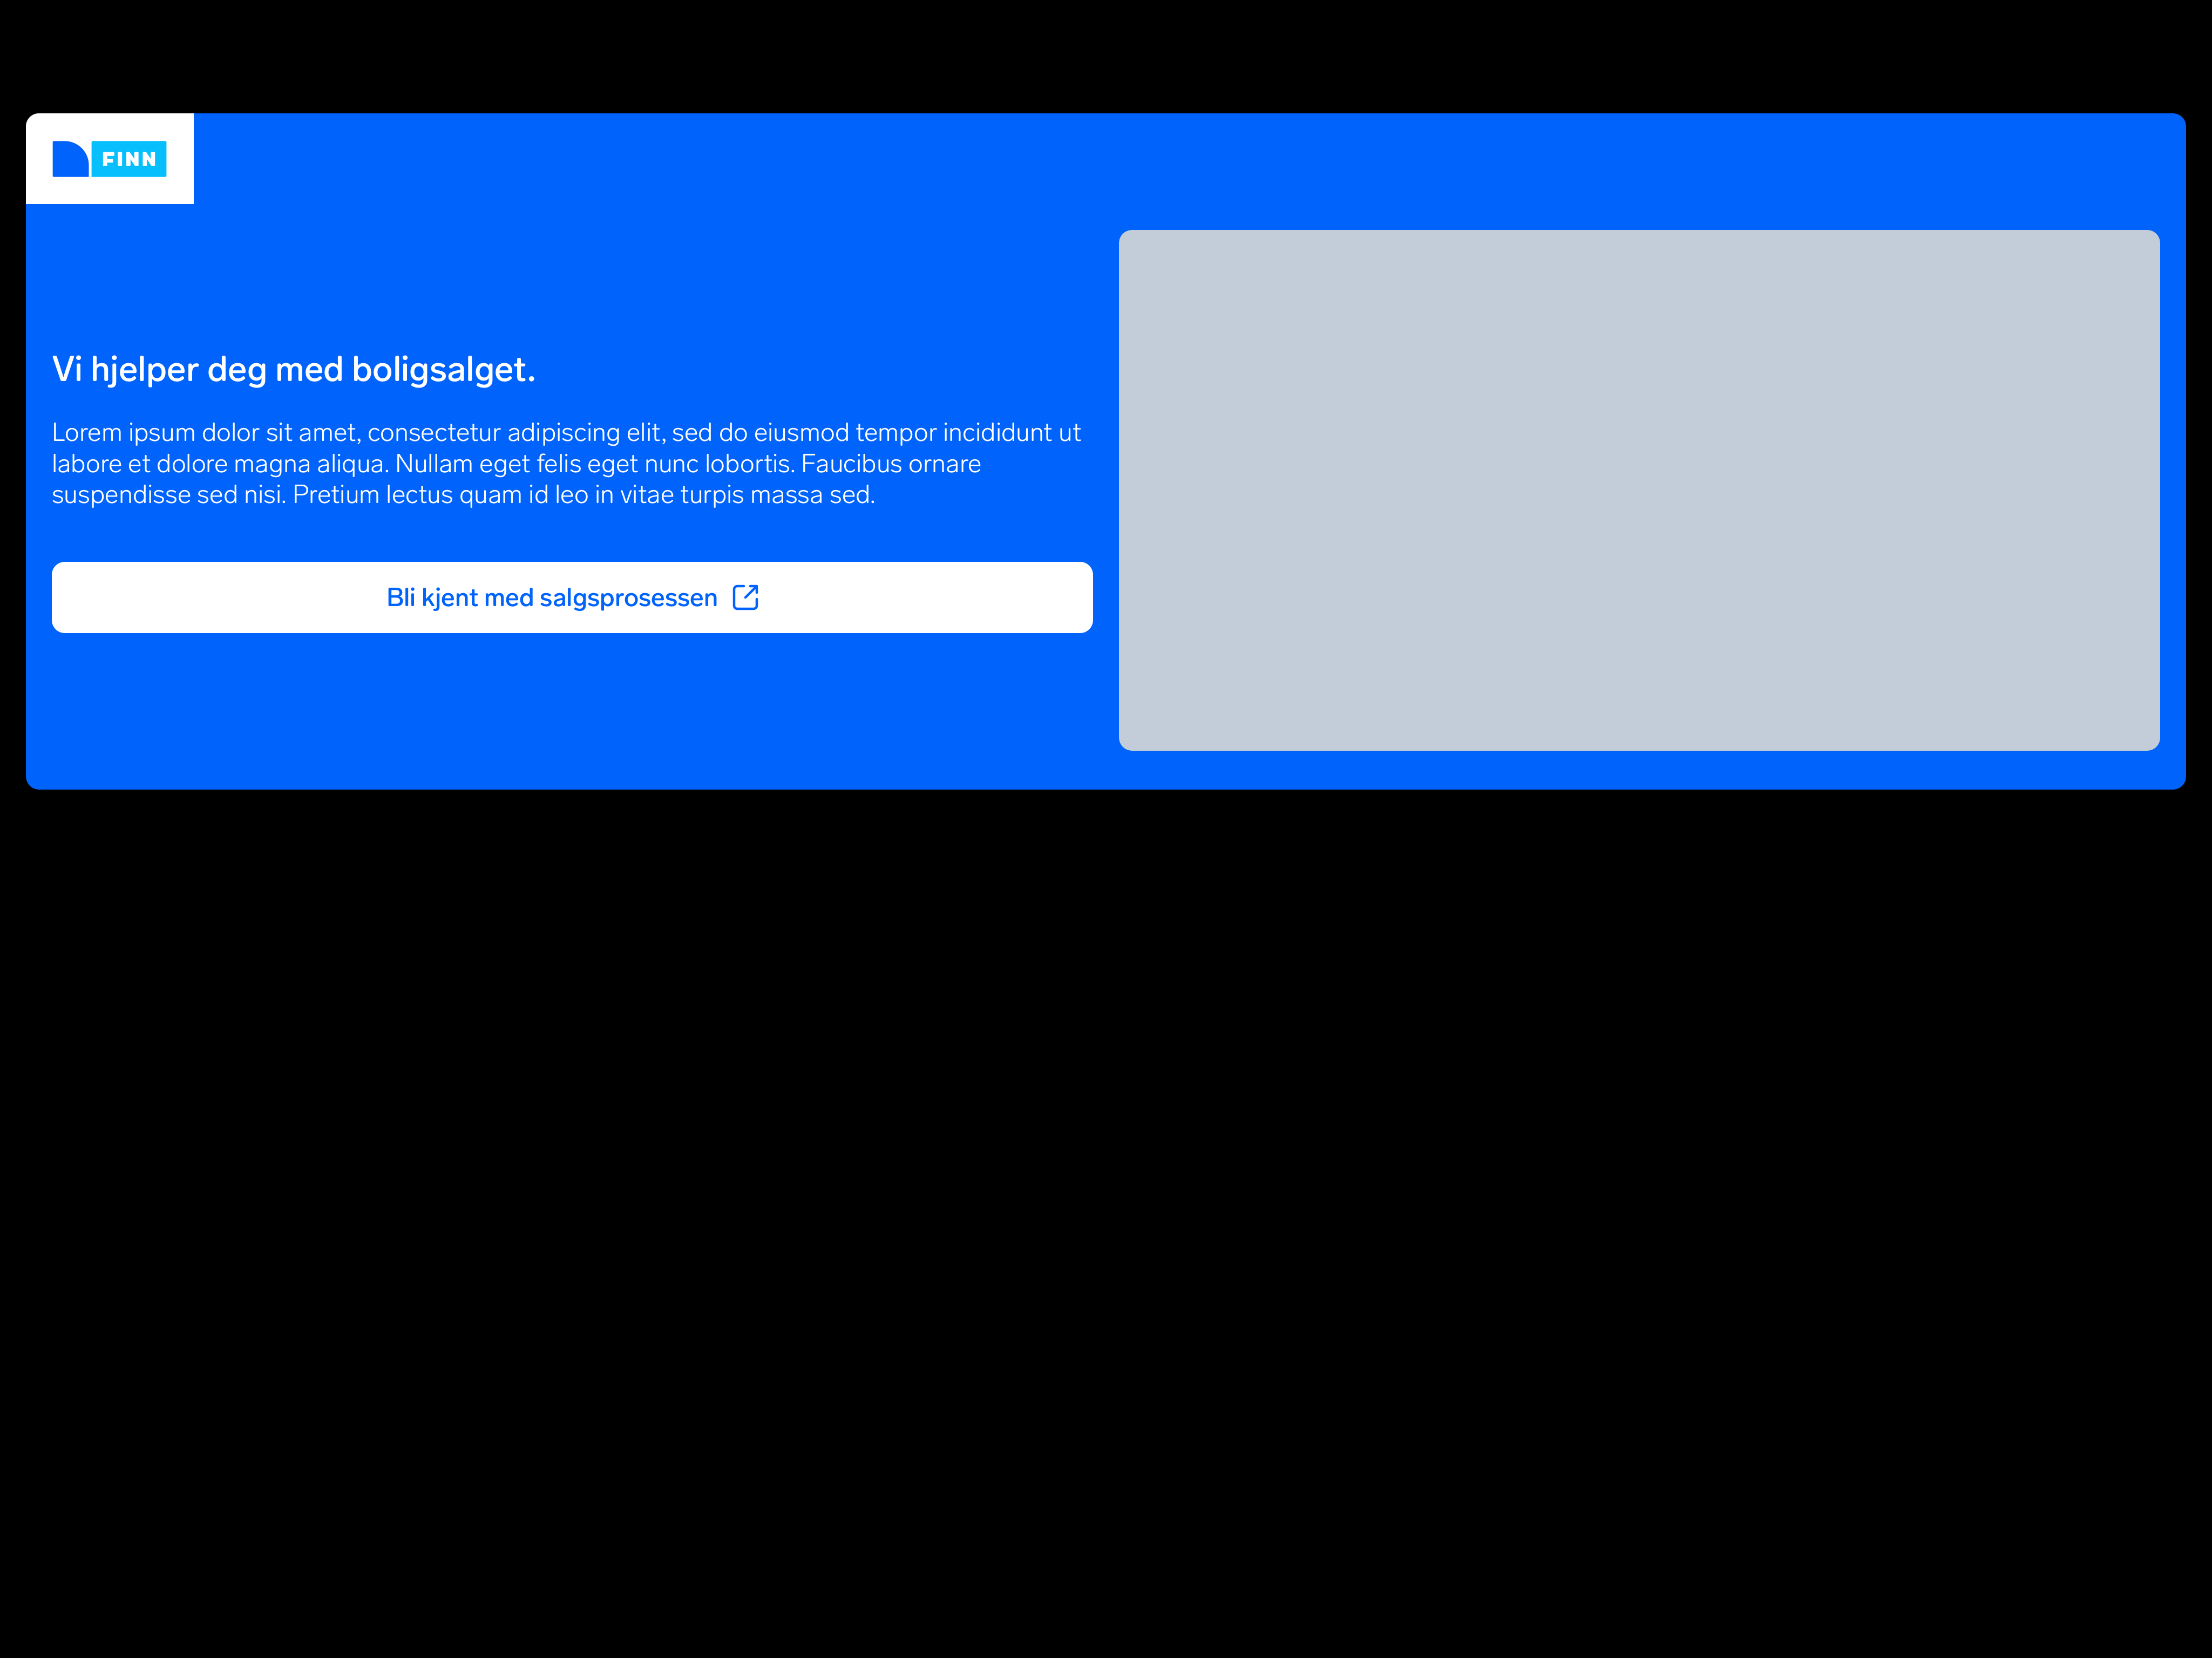 FINN
Vi hjelper deg med boligsalget.
Lorem ipsum dolor sit amet, consectetur adipiscing elit, sed do eiusmod tempor incididunt ut
labore et dolore magna aliqua. Nullam eget felis eget nunc lobortis. Faucibus ornare
suspendisse sed nisi. Pretium lectus quam id leo in vitae turpis massa sed.
Bli kjent med salgsprosessen